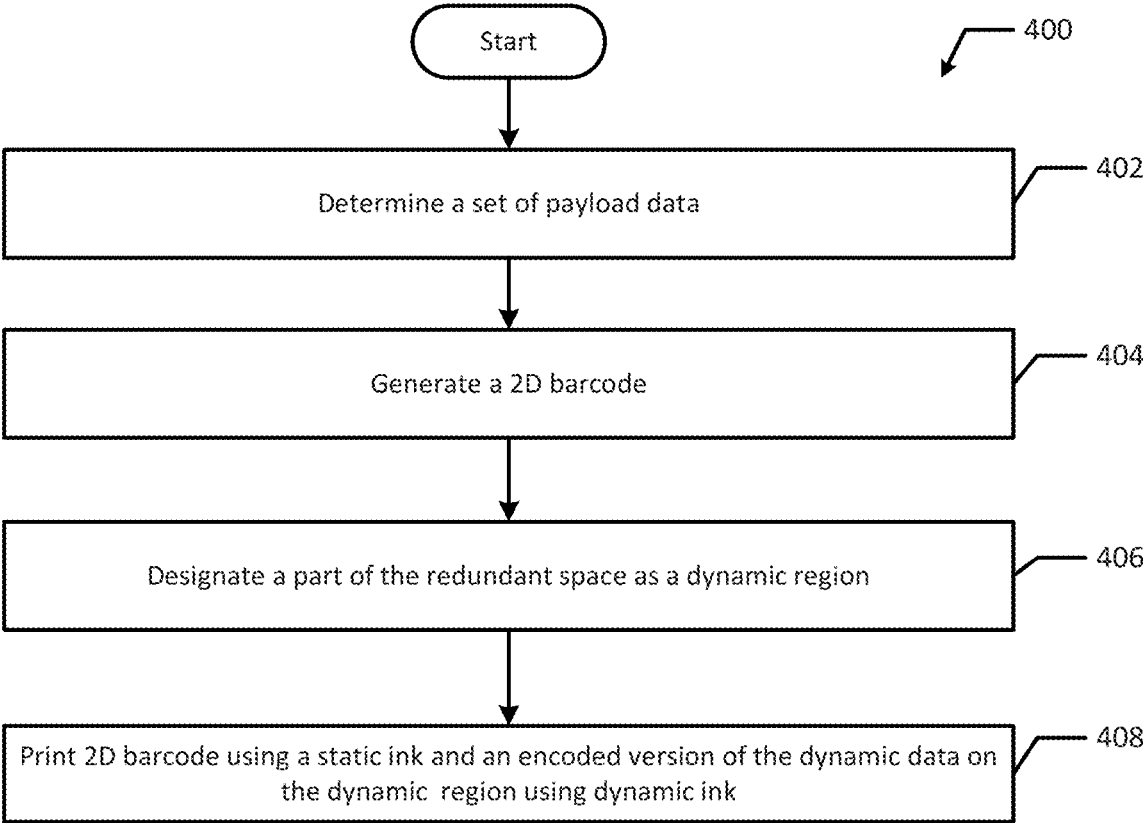 Start
400
Determine a set of payload data
402
Generate a 2D barcode
404
Designate a part of the redundant space as a dynamic region
406
Print 2D barcode using a static ink and an encoded version of the dynamic data on
the dynamic region using dynamic ink
408